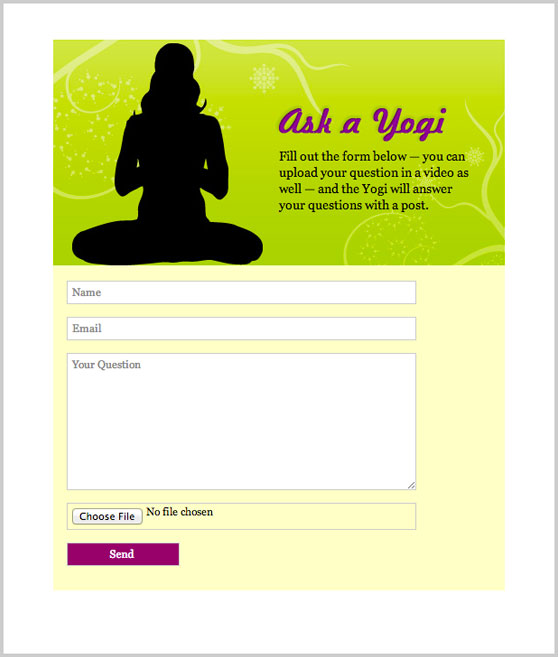 Ask a Yogi
Fill out the form below — you can
upload your question in a video as
well — and the Yogi will answer
your questions with a post.
Name
Email
Your Question
Choose File No file chosen
Send